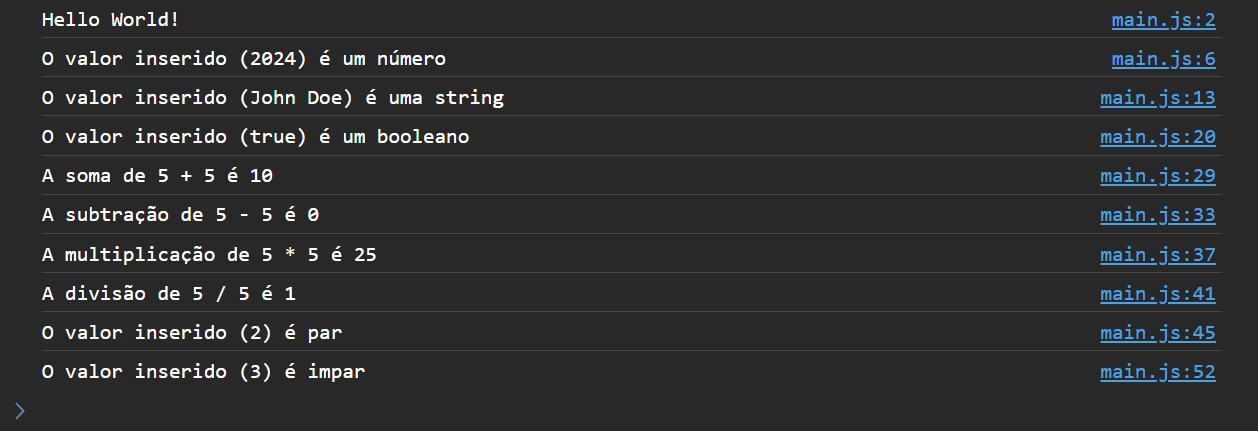 Hello World! main.js:2
O valor inserido (2024) é um número main.js:6
O valor inserido (John Doe) é uma string main.js:13
O valor inserido (true) é um booleano main.js:20
A soma de 5 + 5 é 10 main.js:29
A subtração de 5 - 5 é 0 main.js:33
A multiplicação de 5 * 5 é 25 main.js:37
A divisão de 5 / 5 é 1 main.js:41
O valor inserido (2) é par main.js:45
O valor inserido (3) é impar main.js:52